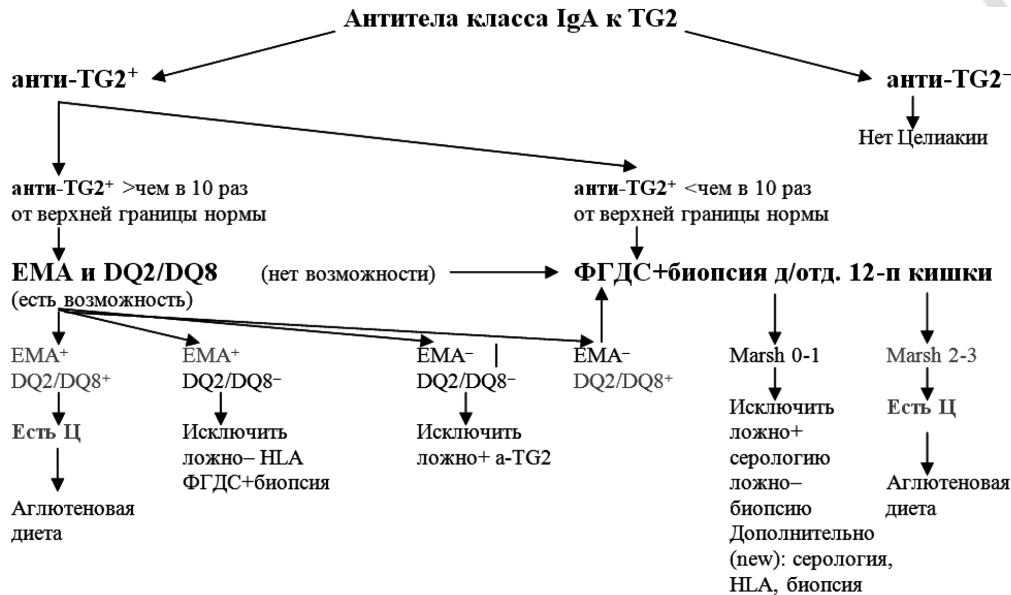 Антитела класса IgA к TG2
анти-TG2⁺
анти-TG2⁻
Нет Целиакии
анти-TG2⁺ >чем в 10 раз
от верхней границы нормы
анти-TG2⁺ <чем в 10 раз
от верхней границы нормы
EMA и DQ2/DQ8 (нет возможности)
(есть возможность)
ФГДС+биопсия д/отд. 12-п кишки
EMA⁺
DQ2/DQ8⁺
Есть Ц
Аглютеновая
диета
EMA⁺
DQ2/DQ8⁻
Исключить
ложно– HLA
ФГДС+биопсия
EMA⁻
DQ2/DQ8⁻
Исключить
ложно+ a-TG2
EMA⁻
DQ2/DQ8⁺
Marsh 0-1
Исключить
ложно+
серологию
ложно–
биопсию
Дополнительно
(new): серология,
HLA, биопсия
Marsh 2-3
Есть Ц
Аглютеновая
диета